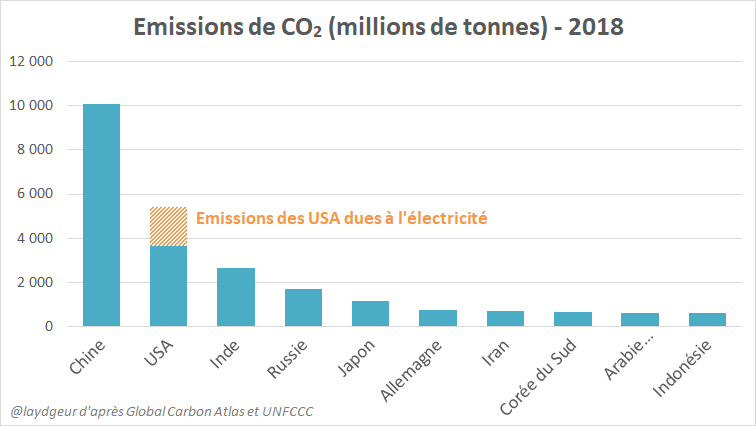 Emissions de CO₂ (millions de tonnes) - 2018
12 000
10 000
8 000
6 000
4 000
2 000
0
Emissions des USA dues à l'électricité
Chine
USA
Inde
Russie
Japon
Allemagne
Iran
Corée du Sud
Arabie...
Indonésie
@laydgeur d'après Global Carbon Atlas et UNFCCC